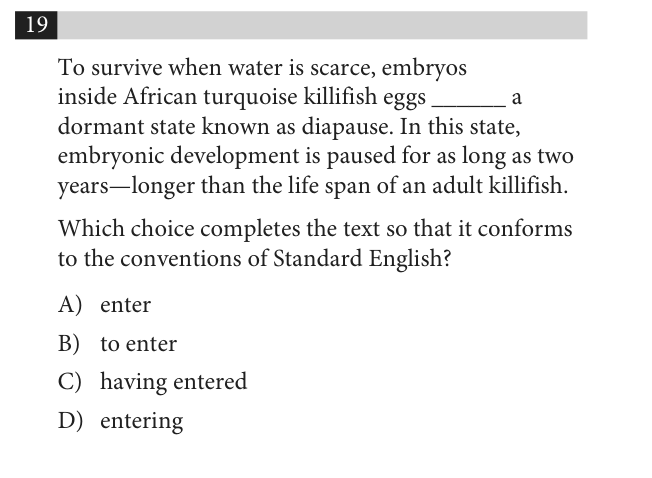 19
To survive when water is scarce, embryos
inside African turquoise killifish eggs ______ a
dormant state known as diapause. In this state,
embryonic development is paused for as long as two
years—longer than the life span of an adult killifish.
Which choice completes the text so that it conforms
to the conventions of Standard English?
A) enter
B) to enter
C) having entered
D) entering